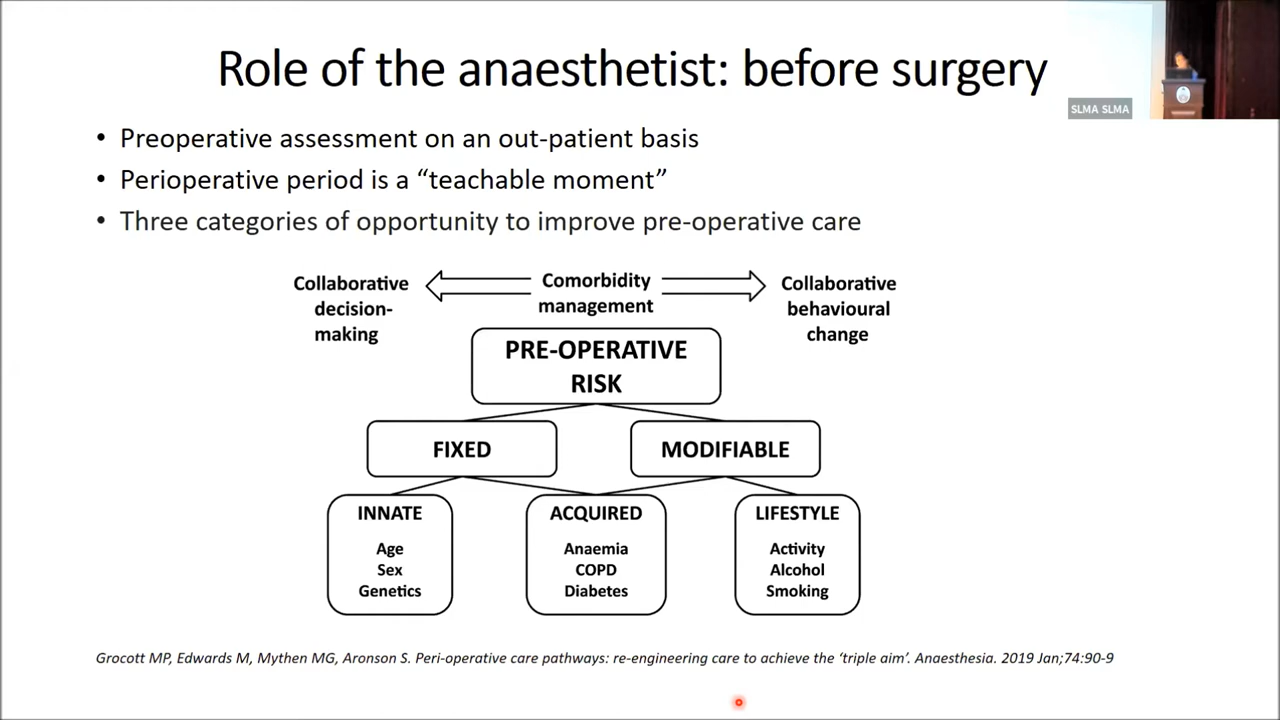 Role of the anaesthetist: before surgery
SLMA SLMA
• Preoperative assessment on an out-patient basis
• Perioperative period is a “teachable moment”
• Three categories of opportunity to improve pre-operative care
Collaborative
decision-
making
Comorbidity
management
Collaborative
behavioural
change
PRE-OPERATIVE
RISK
FIXED
MODIFIABLE
INNATE
Age
Sex
Genetics
ACQUIRED
Anaemia
COPD
Diabetes
LIFESTYLE
Activity
Alcohol
Smoking
Grocott MP, Edwards M, Mythen MG, Aronson S. Peri-operative care pathways: re-engineering care to achieve the ‘triple aim’. Anaesthesia. 2019 Jan;74:90-9